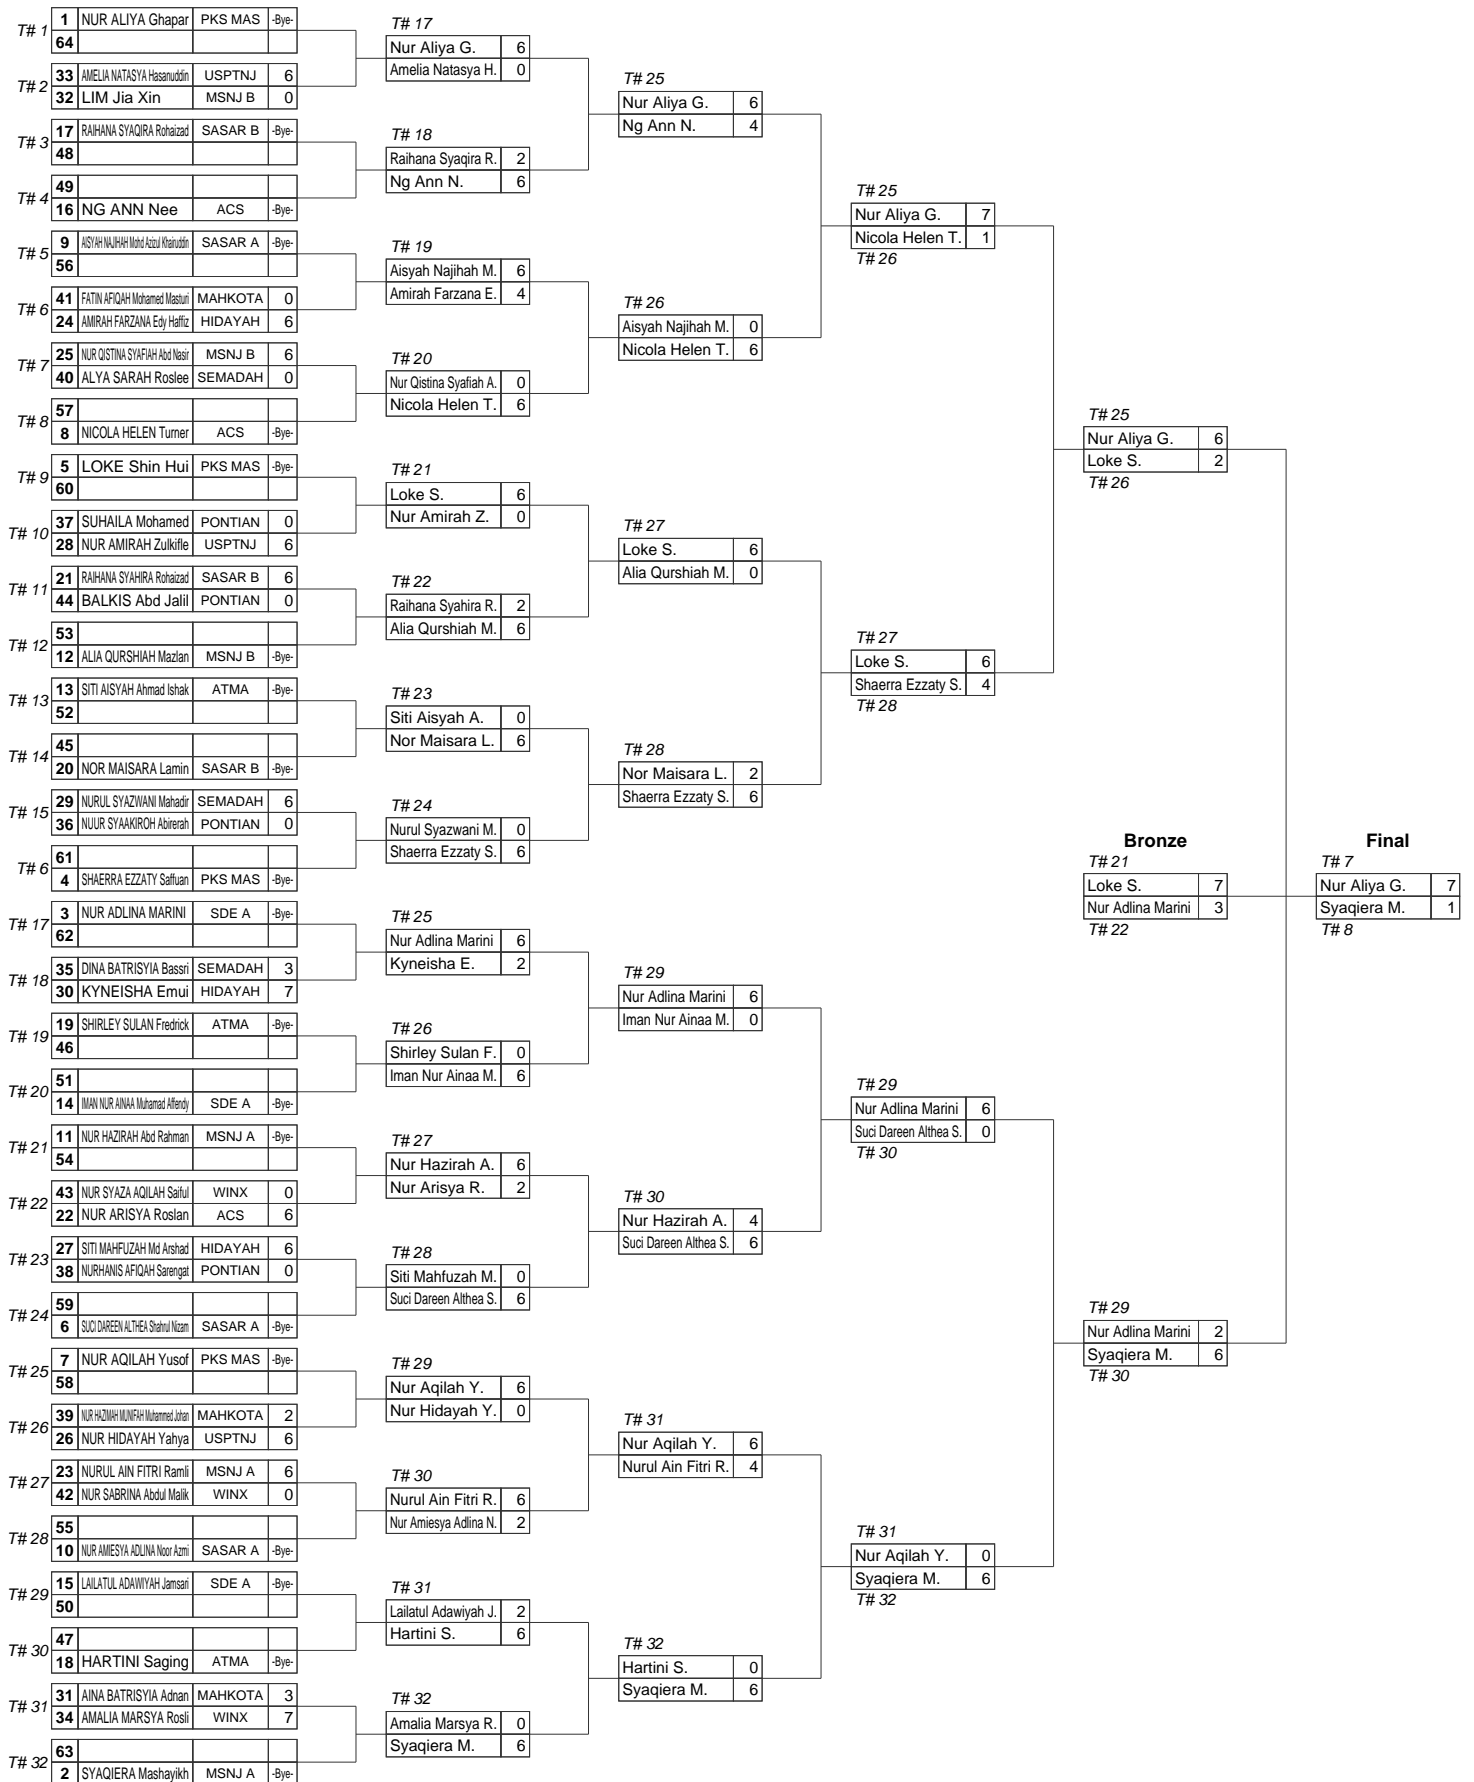 T# 1
1 NUR ALIYA Ghapar PKS MAS -Bye-
64
T# 2
33 AMELIA NATASYA Hasanuddin USPTNJ 6
32 LIM Jia Xin MSNJ B 0
T# 3
17 RAIHANA SYAQIRA Rohaizad SASAR B -Bye-
48
T# 4
49
16 NG ANN Nee ACS -Bye-
T# 5
9 AISYAH NAJIHAH Mohd Azizul Khairuddin SASAR A -Bye-
56
T# 6
41 FATIN AFIQAH Mohamed Masturi MAHKOTA 0
24 AMIRAH FARZANA Edy Haffiz HIDAYAH 6
T# 7
25 NUR QISTINA SYAFIAH Abd Nasir MSNJ B 6
40 ALYA SARAH Roslee SEMADAH 0
T# 8
57
8 NICOLA HELEN Turner ACS -Bye-
T# 9
5 LOKE Shin Hui PKS MAS -Bye-
60
T# 10
37 SUHAILA Mohamed PONTIAN 0
28 NUR AMIRAH Zulkifle USPTNJ 6
T# 11
21 RAIHANA SYAHIRA Rohaizad SASAR B 6
44 BALKIS Abd Jalil PONTIAN 0
T# 12
53
12 ALIA QURSHIAH Mazlan MSNJ B -Bye-
T# 13
13 SITI AISYAH Ahmad Ishak ATMA -Bye-
52
T# 14
45
20 NOR MAISARA Lamin SASAR B -Bye-
T# 15
29 NURUL SYAZWANI Mahadir SEMADAH 6
36 NUUR SYAAKIROH Abirerah PONTIAN 0
T# 6
61
4 SHAERRA EZZATY Saffuan PKS MAS -Bye-
T# 17
3 NUR ADLINA MARINI SDE A -Bye-
62
T# 18
35 DINA BATRISYIA Bassri SEMADAH 3
30 KYNEISHA Emui HIDAYAH 7
T# 19
19 SHIRLEY SULAN Fredrick ATMA -Bye-
46
T# 20
51
14 IMAN NUR AINAA Muhamad Affendy SDE A -Bye-
T# 21
11 NUR HAZIRAH Abd Rahman MSNJ A -Bye-
54
T# 22
43 NUR SYAZA AQILAH Saiful WINX 0
22 NUR ARISYA Roslan ACS 6
T# 23
27 SITI MAHFUZAH Md Arshad HIDAYAH 6
38 NURHANIS AFIQAH Sarengat PONTIAN 0
T# 24
59
6 SUCI DAREEN ALTHEA Shahrul Nizam SASAR A -Bye-
T# 25
7 NUR AQILAH Yusof PKS MAS -Bye-
58
T# 26
39 NUR HAZIMAH MUNIFAH Muhammed Johan MAHKOTA 2
26 NUR HIDAYAH Yahya USPTNJ 6
T# 27
23 NURUL AIN FITRI Ramli MSNJ A 6
42 NUR SABRINA Abdul Malik WINX 0
T# 28
55
10 NUR AMIESYA ADLINA Noor Azmi SASAR A -Bye-
T# 29
15 LAILATUL ADAWIYAH Jamsari SDE A -Bye-
50
T# 30
47
18 HARTINI Saging ATMA -Bye-
T# 31
31 AINA BATRISYIA Adnan MAHKOTA 3
34 AMALIA MARSYA Rosli WINX 7
T# 32
63
2 SYAQIERA Mashayikh MSNJ A -Bye-
T# 17
Nur Aliya G. 6
Amelia Natasya H. 0
T# 18
Raihana Syaqira R. 2
Ng Ann N. 6
T# 19
Aisyah Najihah M. 6
Amirah Farzana E. 4
T# 20
Nur Qistina Syafiah A. 0
Nicola Helen T. 6
T# 21
Loke S. 6
Nur Amirah Z. 0
T# 22
Raihana Syahira R. 2
Alia Qurshiah M. 6
T# 23
Siti Aisyah A. 0
Nor Maisara L. 6
T# 24
Nurul Syazwani M. 0
Shaerra Ezzaty S. 6
T# 25
Nur Adlina Marini 6
Kyneisha E. 2
T# 26
Shirley Sulan F. 0
Iman Nur Ainaa M. 6
T# 27
Nur Hazirah A. 6
Nur Arisya R. 2
T# 28
Siti Mahfuzah M. 0
Suci Dareen Althea S. 6
T# 29
Nur Aqilah Y. 6
Nur Hidayah Y. 0
T# 30
Nurul Ain Fitri R. 6
Nur Amiesya Adlina N. 2
T# 31
Lailatul Adawiyah J. 2
Hartini S. 6
T# 32
Amalia Marsya R. 0
Syaqiera M. 6
T# 25
Nur Aliya G. 6
Ng Ann N. 4
T# 26
Aisyah Najihah M. 0
Nicola Helen T. 6
T# 27
Loke S. 6
Alia Qurshiah M. 0
T# 28
Nor Maisara L. 2
Shaerra Ezzaty S. 6
T# 29
Nur Adlina Marini 6
Iman Nur Ainaa M. 0
T# 30
Nur Hazirah A. 4
Suci Dareen Althea S. 6
T# 31
Nur Aqilah Y. 6
Nurul Ain Fitri R. 4
T# 32
Hartini S. 0
Syaqiera M. 6
T# 25
Nur Aliya G. 7
Nicola Helen T. 1
T# 26
T# 27
Loke S. 6
Shaerra Ezzaty S. 4
T# 28
T# 29
Nur Adlina Marini 6
Suci Dareen Althea S. 0
T# 30
T# 31
Nur Aqilah Y. 0
Syaqiera M. 6
T# 32
T# 25
Nur Aliya G. 6
Loke S. 2
T# 26
T# 29
Nur Adlina Marini 2
Syaqiera M. 6
T# 30
Bronze
T# 21
Loke S. 7
Nur Adlina Marini 3
T# 22
Final
T# 7
Nur Aliya G. 7
Syaqiera M. 1
T# 8